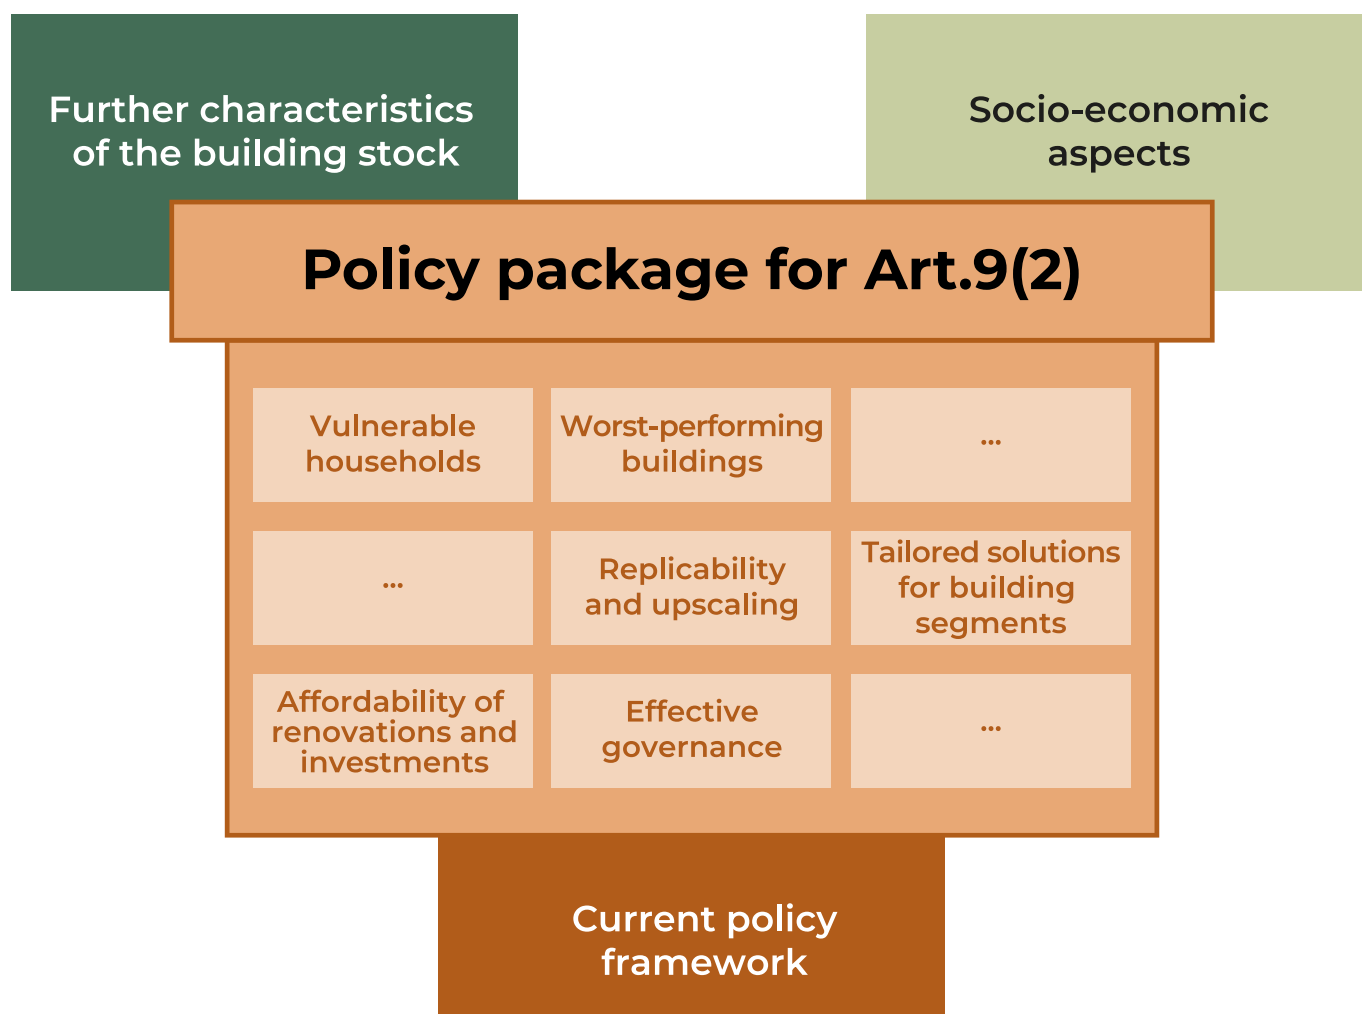 Further characteristics
of the building stock
Socio-economic
aspects
Policy package for Art.9(2)
Vulnerable
households
Worst-performing
buildings
...
...
Replicability
and upscaling
Tailored solutions
for building
segments
Affordability of
renovations and
investments
Effective
governance
...
Current policy
framework